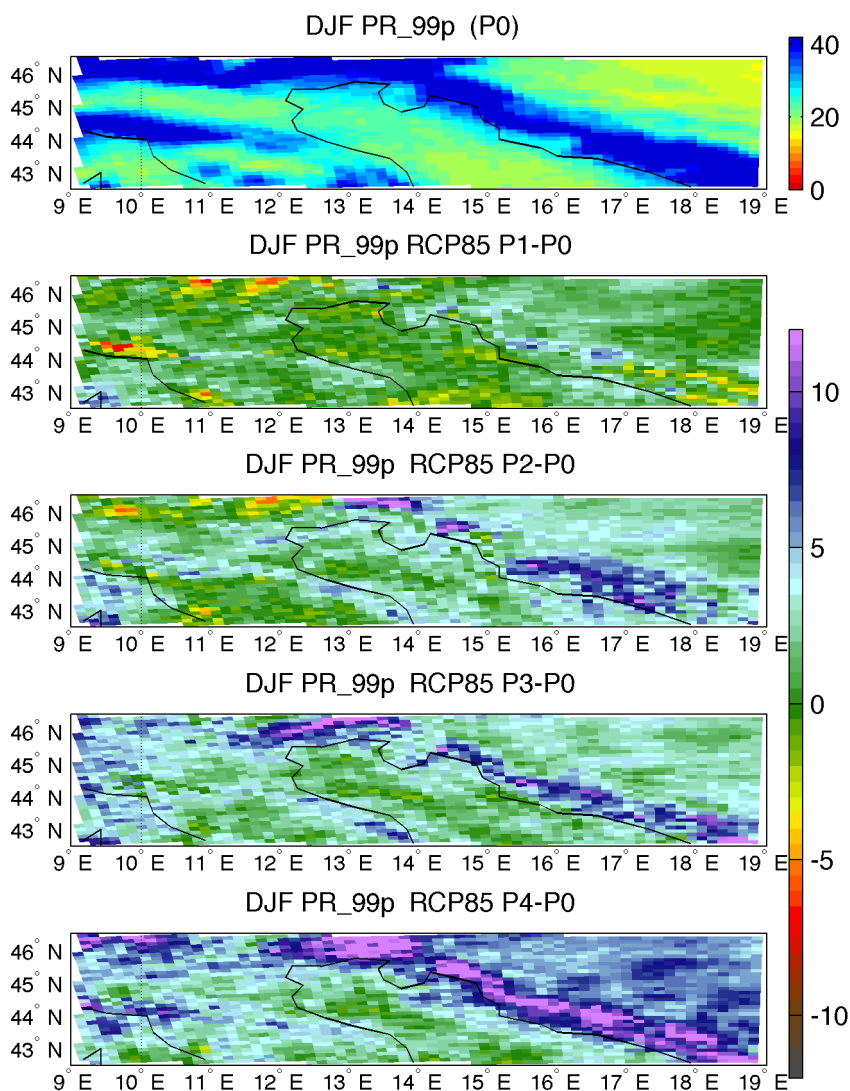 DJF PR_99p (P0)
46° N
45° N
44° N
43° N
9° E 10° E 11° E 12° E 13° E 14° E 15° E 16° E 17° E 18° E 19° E
40
20
0
DJF PR_99p RCP85 P1-P0
46° N
45° N
44° N
43° N
9° E 10° E 11° E 12° E 13° E 14° E 15° E 16° E 17° E 18° E 19° E
DJF PR_99p RCP85 P2-P0
46° N
45° N
44° N
43° N
9° E 10° E 11° E 12° E 13° E 14° E 15° E 16° E 17° E 18° E 19° E
DJF PR_99p RCP85 P3-P0
46° N
45° N
44° N
43° N
9° E 10° E 11° E 12° E 13° E 14° E 15° E 16° E 17° E 18° E 19° E
DJF PR_99p RCP85 P4-P0
46° N
45° N
44° N
43° N
9° E 10° E 11° E 12° E 13° E 14° E 15° E 16° E 17° E 18° E 19° E
10
5
0
-5
-10